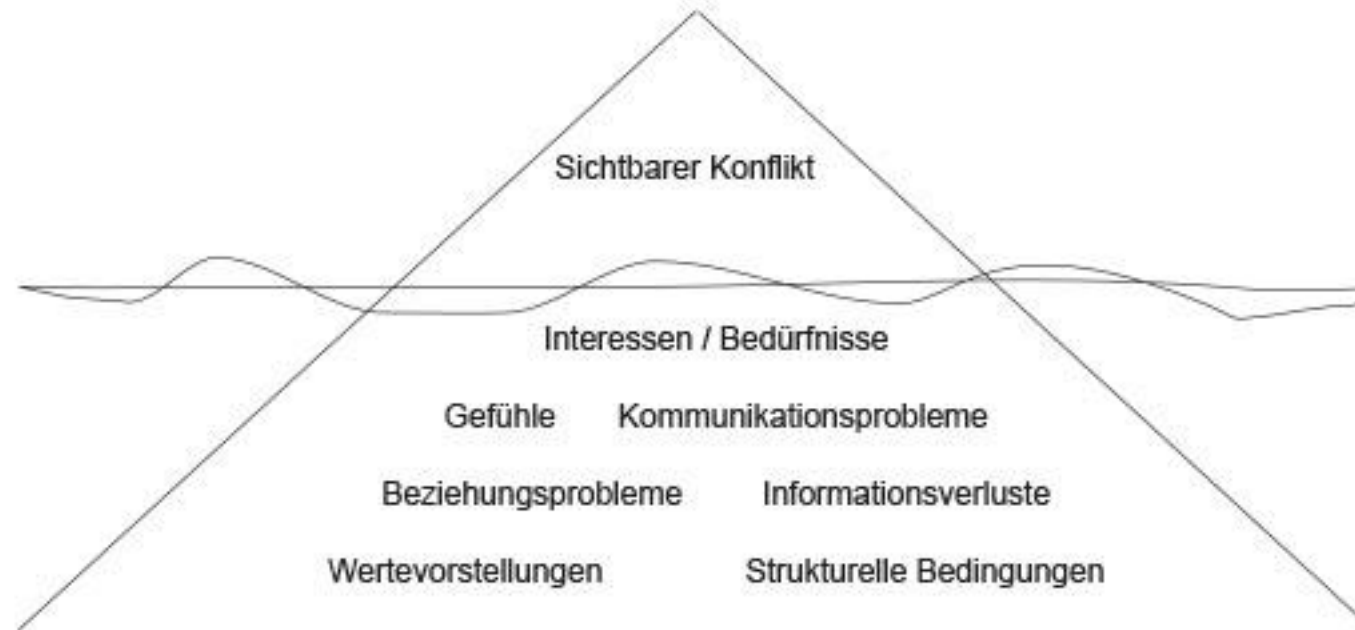 Sichtbarer Konflikt
Interessen / Bedürfnisse
Gefühle Kommunikationsprobleme
Beziehungsprobleme Informationsverluste
Wertevorstellungen Strukturelle Bedingungen